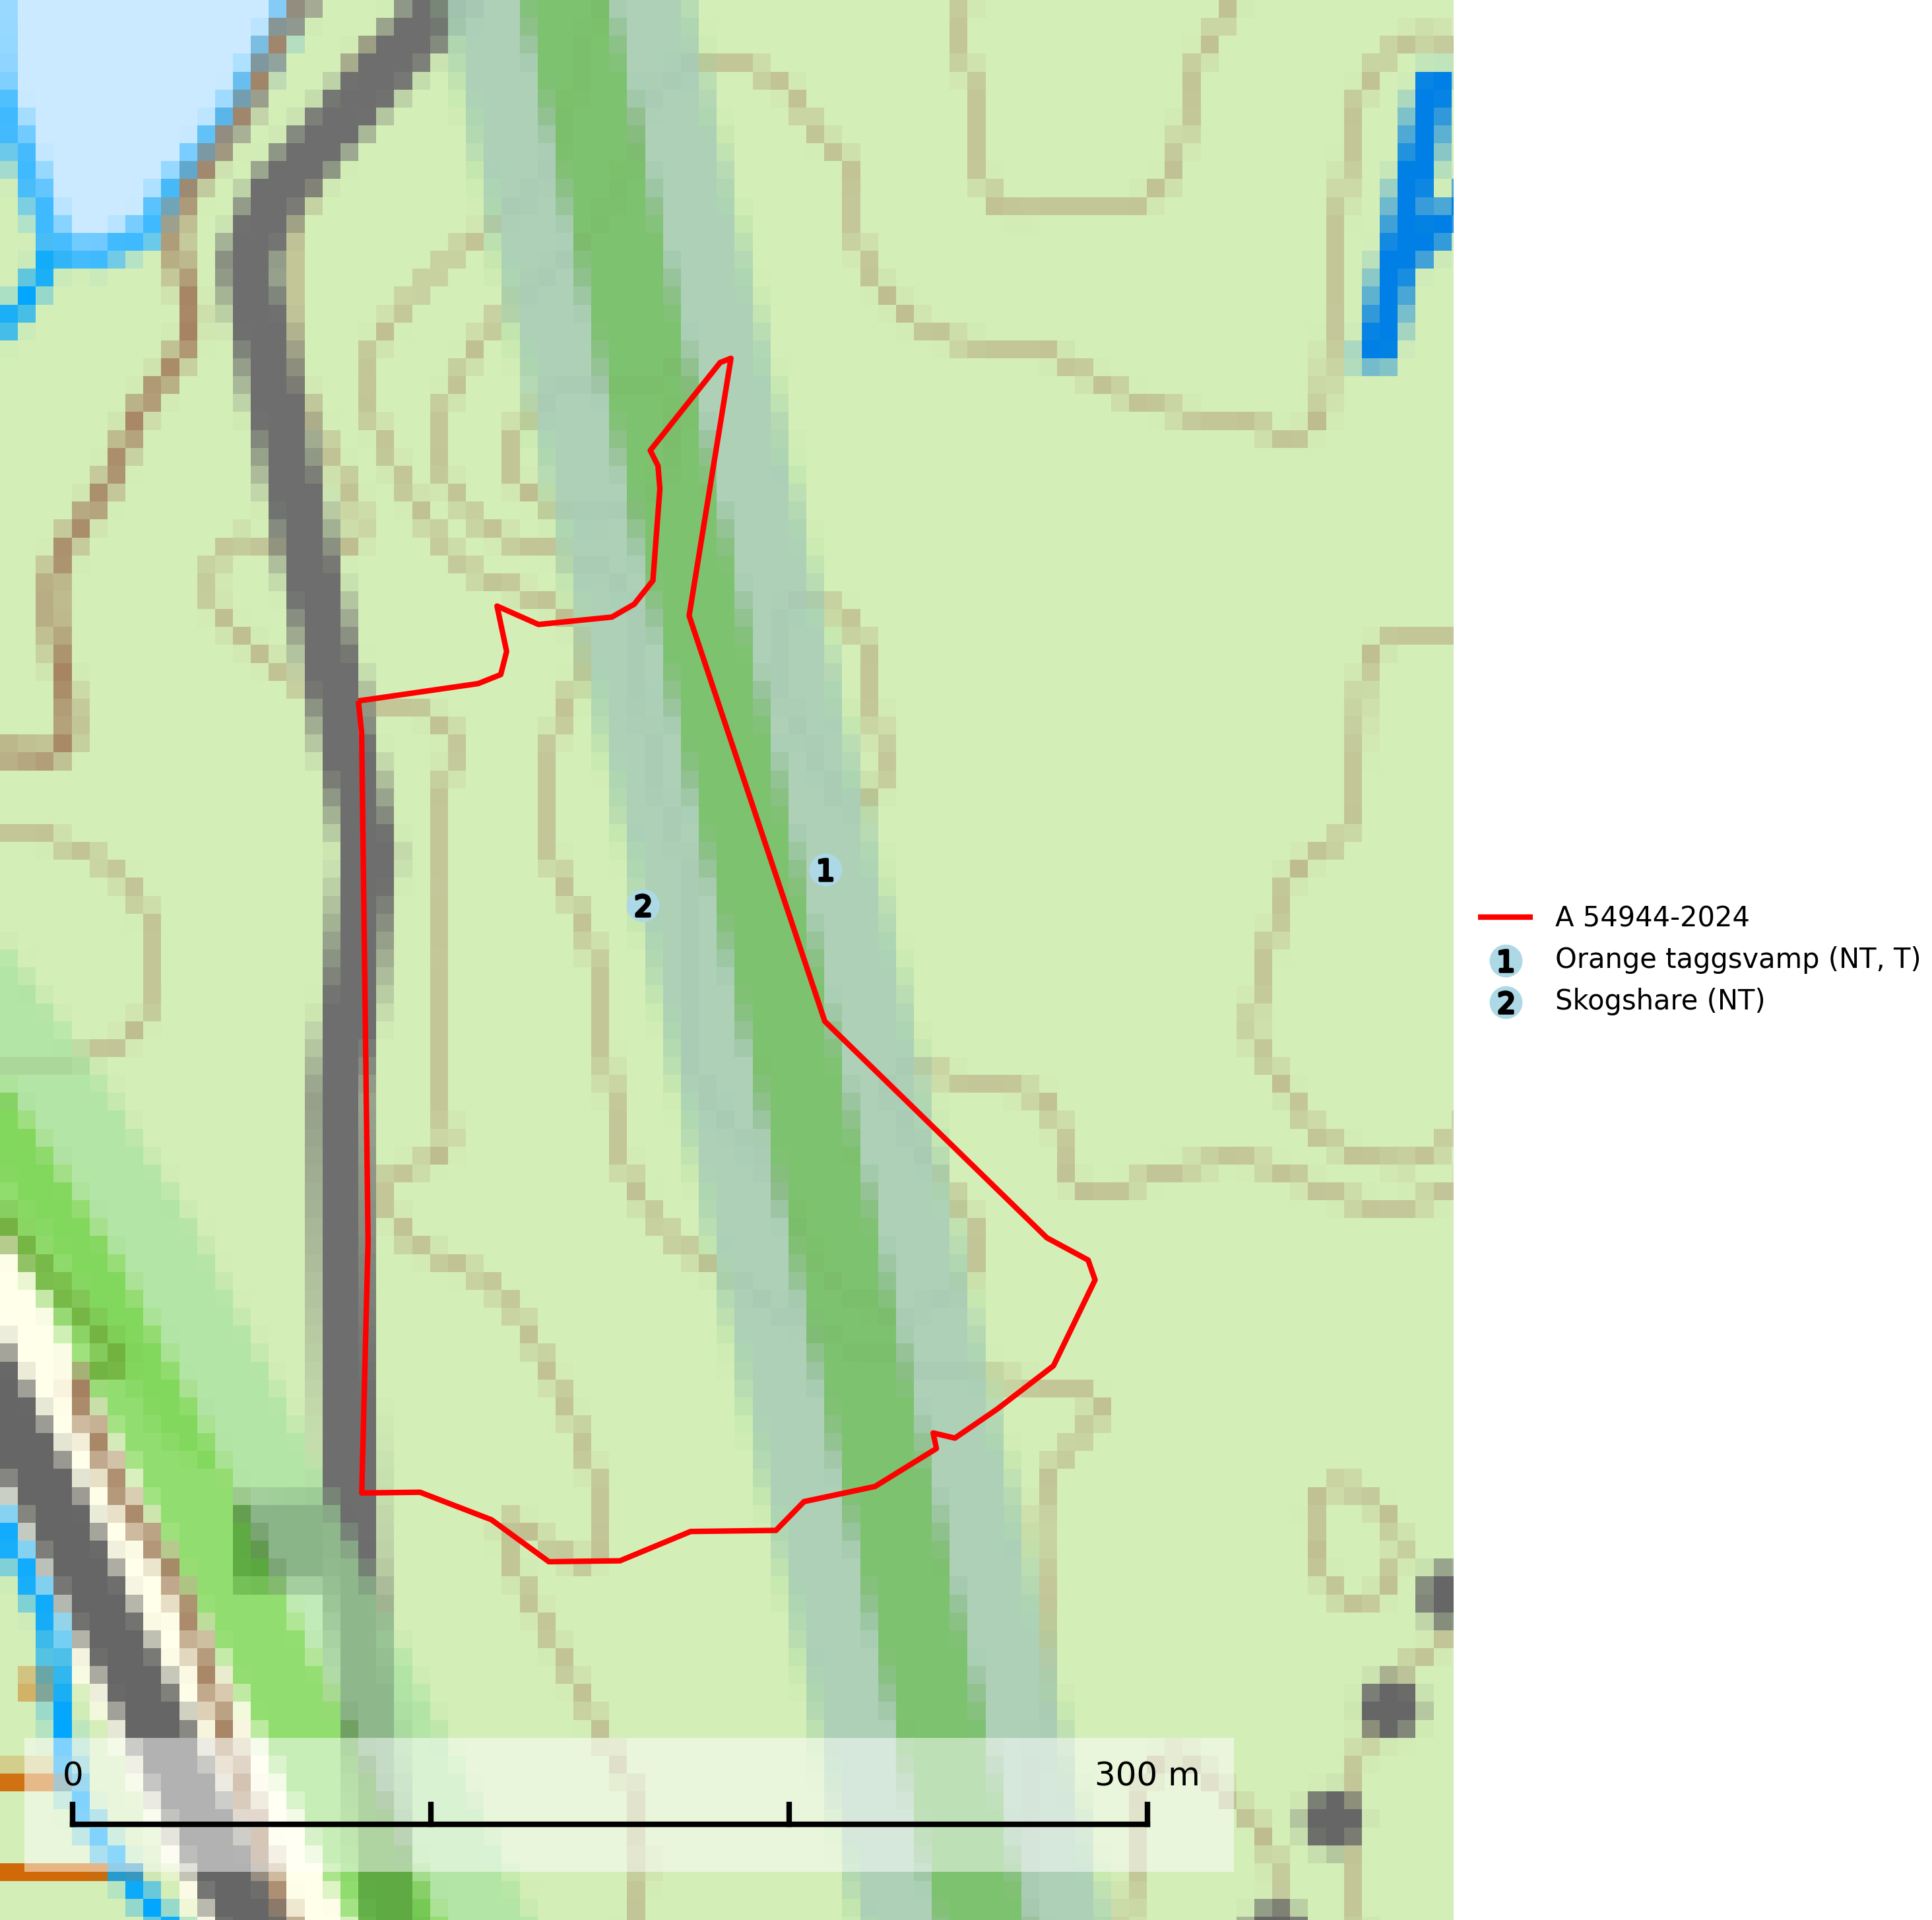 1
2
A 54944-2024
1 Orange taggsvamp (NT, T)
2 Skogshare (NT)
0 300 m